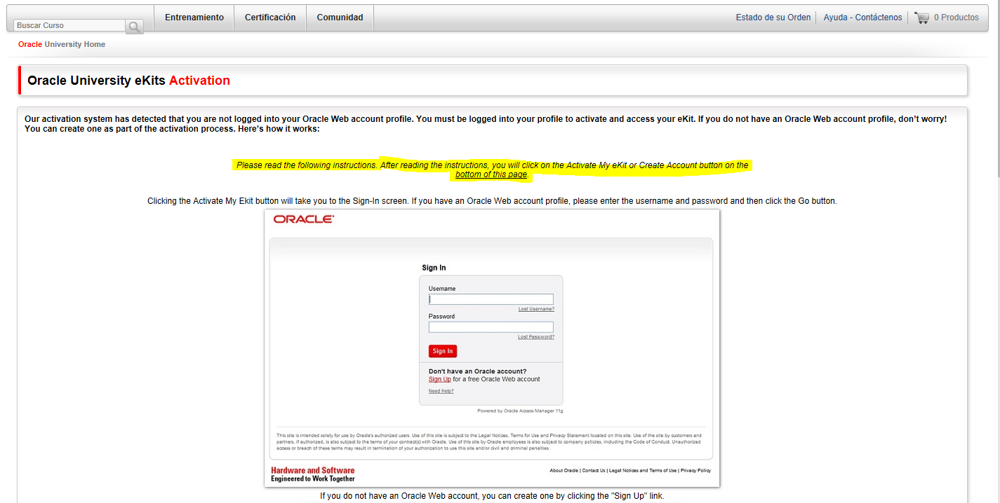 Buscar Curso
Entrenamiento
Certificación
Comunidad
Estado de su Orden
Ayuda - Contáctenos
0 Productos
Oracle University Home
Oracle University eKits Activation
Our activation system has detected that you are not logged into your Oracle Web account profile. You must be logged into your profile to activate and access your eKit. If you do not have an Oracle Web account profile, don’t worry!
You can create one as part of the activation process. Here’s how it works:
Please read the following instructions. After reading the instructions, you will click on the Activate My eKit or Create Account button on the
bottom of this page.
Clicking the Activate My Ekit button will take you to the Sign-In screen. If you have an Oracle Web account profile, please enter the username and password and then click the Go button.
ORACLE
Sign In
Username
Lost Username?
Password
Lost Password?
Sign In
Don't have an Oracle account?
Sign Up for a free Oracle Web account
Need Help?
Powered by Oracle Access Manager 11g
This site is intended solely for use by Oracle's authorized users. Use of this site is subject to the Legal Notices, Terms for Use and Privacy Statement located on this site. Use of the site by customers and
partners, if authorized, is also subject to the terms of your contract(s) with Oracle. Use of this site by Oracle employees is also subject to company policies, including the Code of Conduct. Unauthorized
access or breach of these terms may result in termination of your authorization to use this site and/or civil and criminal penalties.
Hardware and Software
Engineered to Work Together
About Oracle | Contact Us | Legal Notices and Terms of Use | Privacy Policy
If you do not have an Oracle Web account, you can create one by clicking the "Sign Up" link.